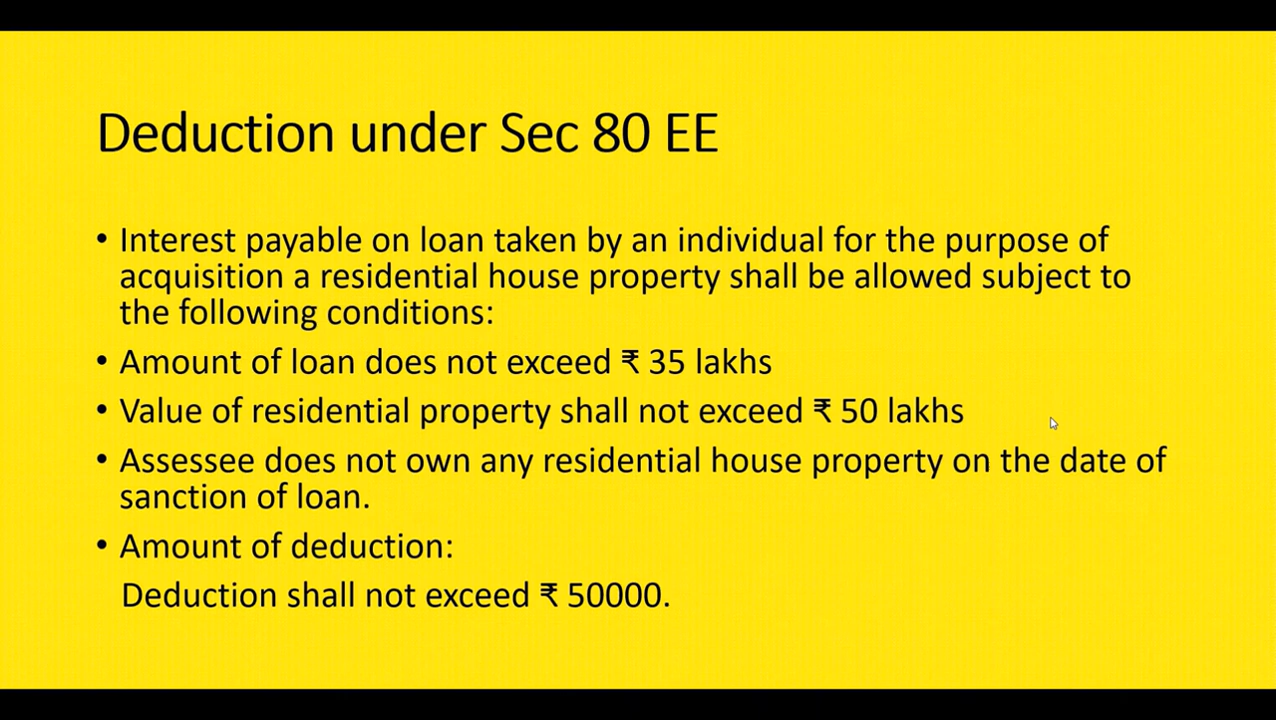 Deduction under Sec 80 EE
• Interest payable on loan taken by an individual for the purpose of
acquisition a residential house property shall be allowed subject to
the following conditions:
• Amount of loan does not exceed ₹ 35 lakhs
• Value of residential property shall not exceed ₹ 50 lakhs
• Assessee does not own any residential house property on the date of
sanction of loan.
• Amount of deduction:
Deduction shall not exceed ₹ 50000.